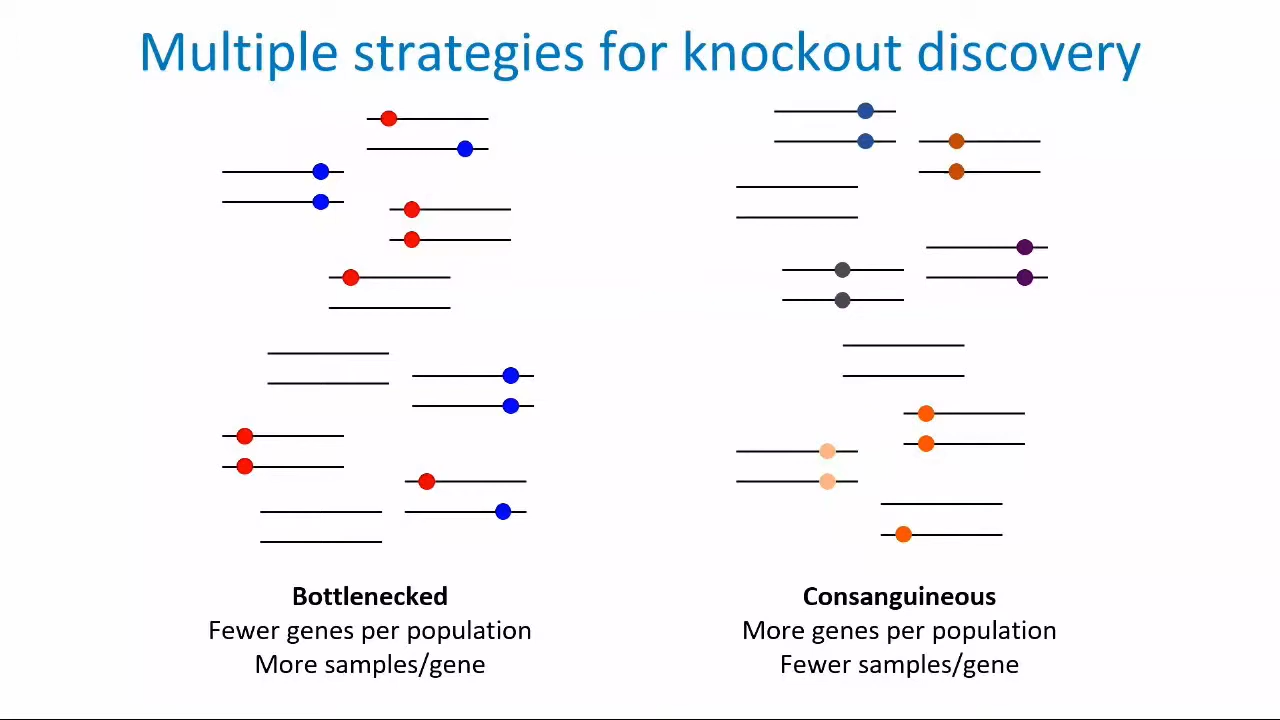 Multiple strategies for knockout discovery
Bottlenecked
Fewer genes per population
More samples/gene
Consanguineous
More genes per population
Fewer samples/gene